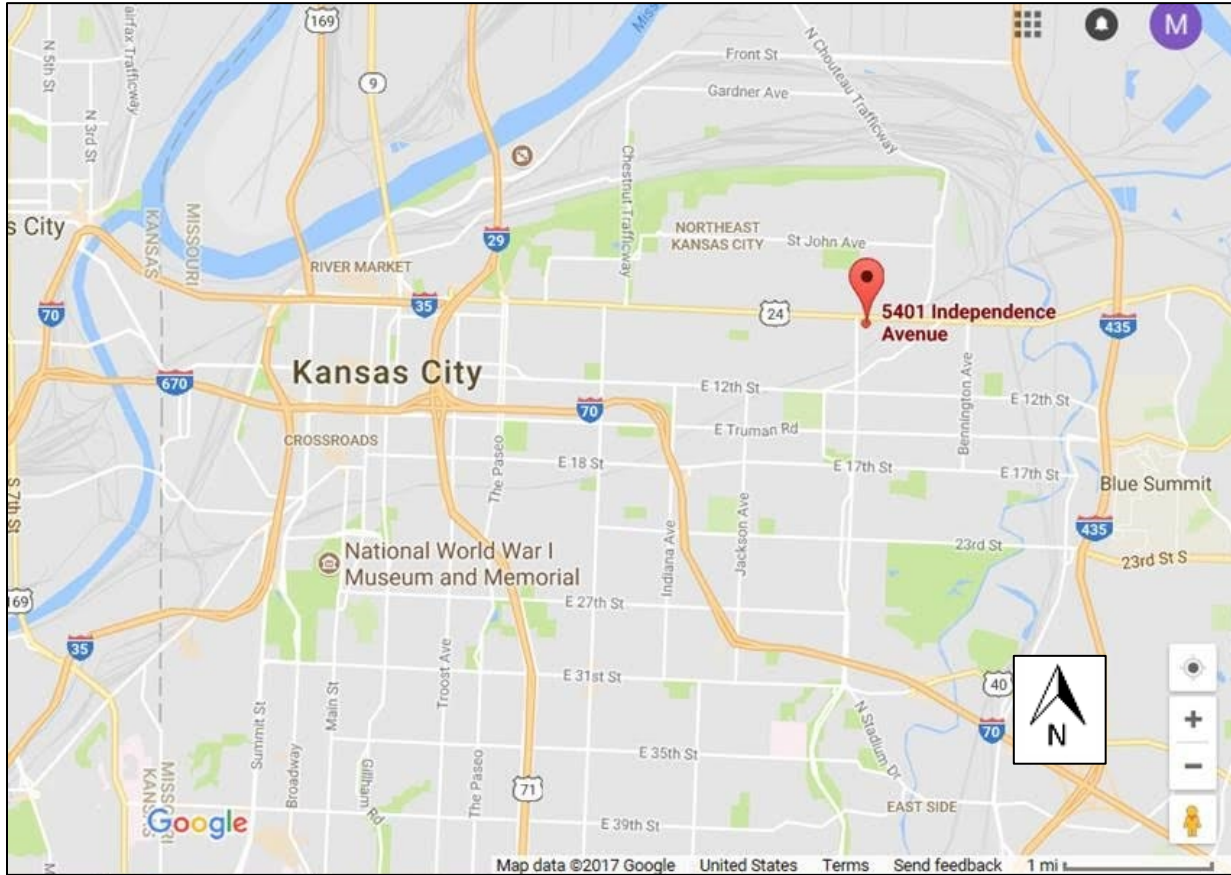 169
M
N 5th St
airfax Trafficway
9
Front St
N Chouteau Trafficway
Gardner Ave
N 3rd St
Chestnut Trafficway
s City
KANSAS
MISSOURI
29
NORTHEAST
KANSAS CITY
St John Ave
RIVER MARKET
35
70
24
5401 Independence
Avenue
435
Kansas City
670
E 12th St
E 12th St
Bennington Ave
70
E Truman Rd
CROSSROADS
The Paseo
E 18 St
E 17th St
E 17th St
S 7th St
Blue Summit
Indiana Ave
Jackson Ave
435
National World War I
Museum and Memorial
23rd St
23rd St S
169
E 27th St
35
Troost Ave
E 31st St
40
N
Summit St
Main St
N Stadium Dr
70
E 35th St
Broadway
Gillham Rd
The Paseo
71
MISSOURI
KANSAS
EAST SIDE
Google
E 39th St
Map data ©2017 Google United States Terms Send feedback 1 mi